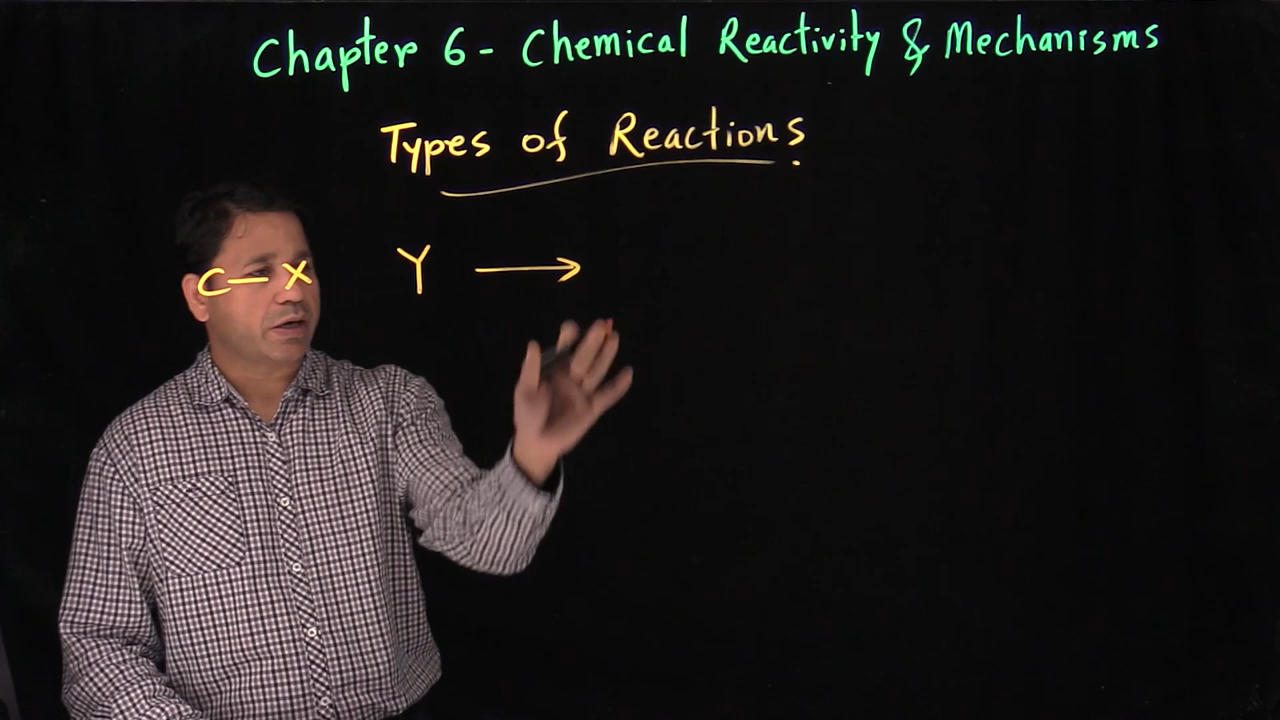 Chapter 6 - Chemical Reactivity & Mechanisms
Types of Reactions
C — X Y ⟶